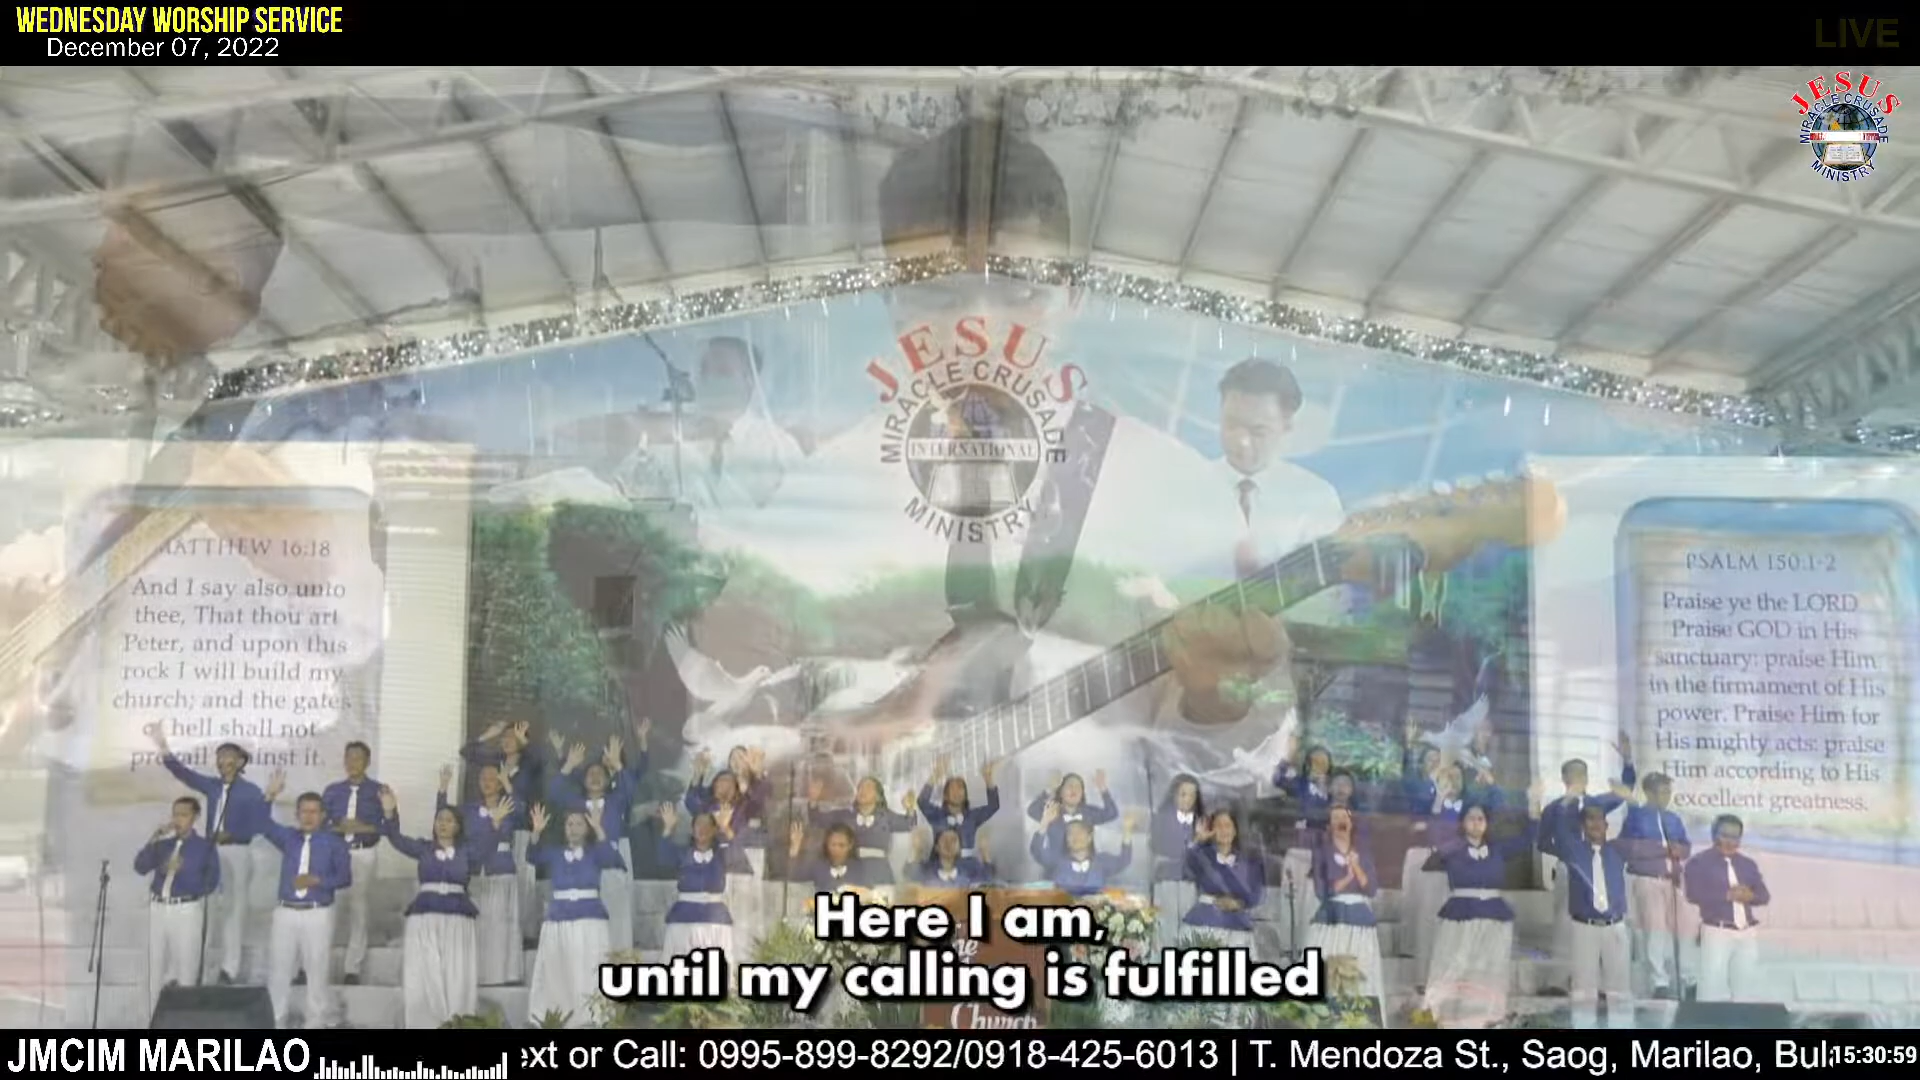 WEDNESDAY WORSHIP SERVICE
December 07, 2022
LIVE
JESUS
MIRACLE CRUSADE
MINISTRY
JESUS
MIRACLE CRUSADE
INTERNATIONAL
MINISTRY
MATTHEW 16:18
And I say also unto
thee, That thou art
Peter, and upon this
rock I will build my
church; and the gates
of hell shall not
prevail against it.
PSALM 150:1-2
Praise ye the LORD
Praise GOD in His
sanctuary: praise Him
in the firmament of His
power. Praise Him for
His mighty acts: praise
Him according to His
excellent greatness.
Here I am,
until my calling is fulfilled
Church
JMCIM MARILAO
ext or Call: 0995-899-8292/0918-425-6013 | T. Mendoza St., Saog, Marilao, Bul
15:30:59